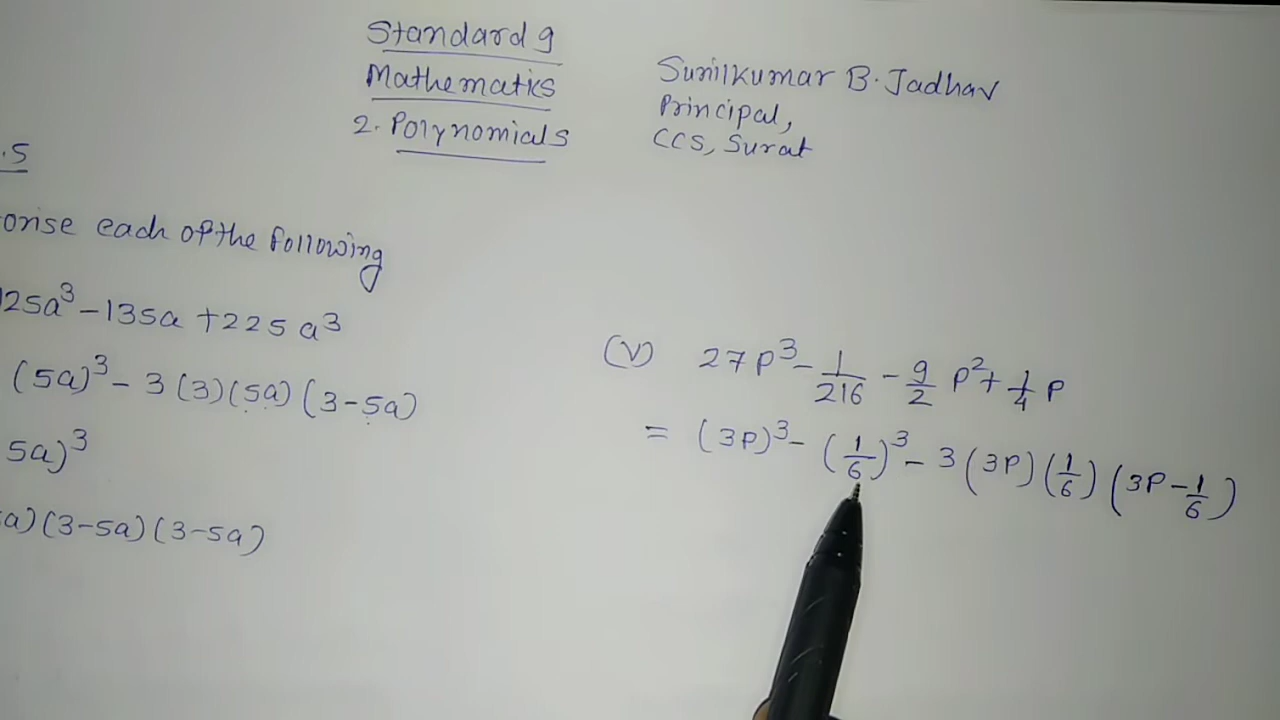 Standard 9
Mathematics
2. Polynomials
Sunilkumar B. Jadhav
Principal,
CCS, Surat
.5
orise each of the following
25a³ - 135a + 225a³
(5a)³ - 3(3)(5a)(3-5a)
5a)³
a)(3-5a)(3-5a)
(V) 27p³ - 1/216 - 9/2 p² + 1/4 p
= (3p)³ - (1/6)³ - 3(3p)(1/6)(3p - 1/6)